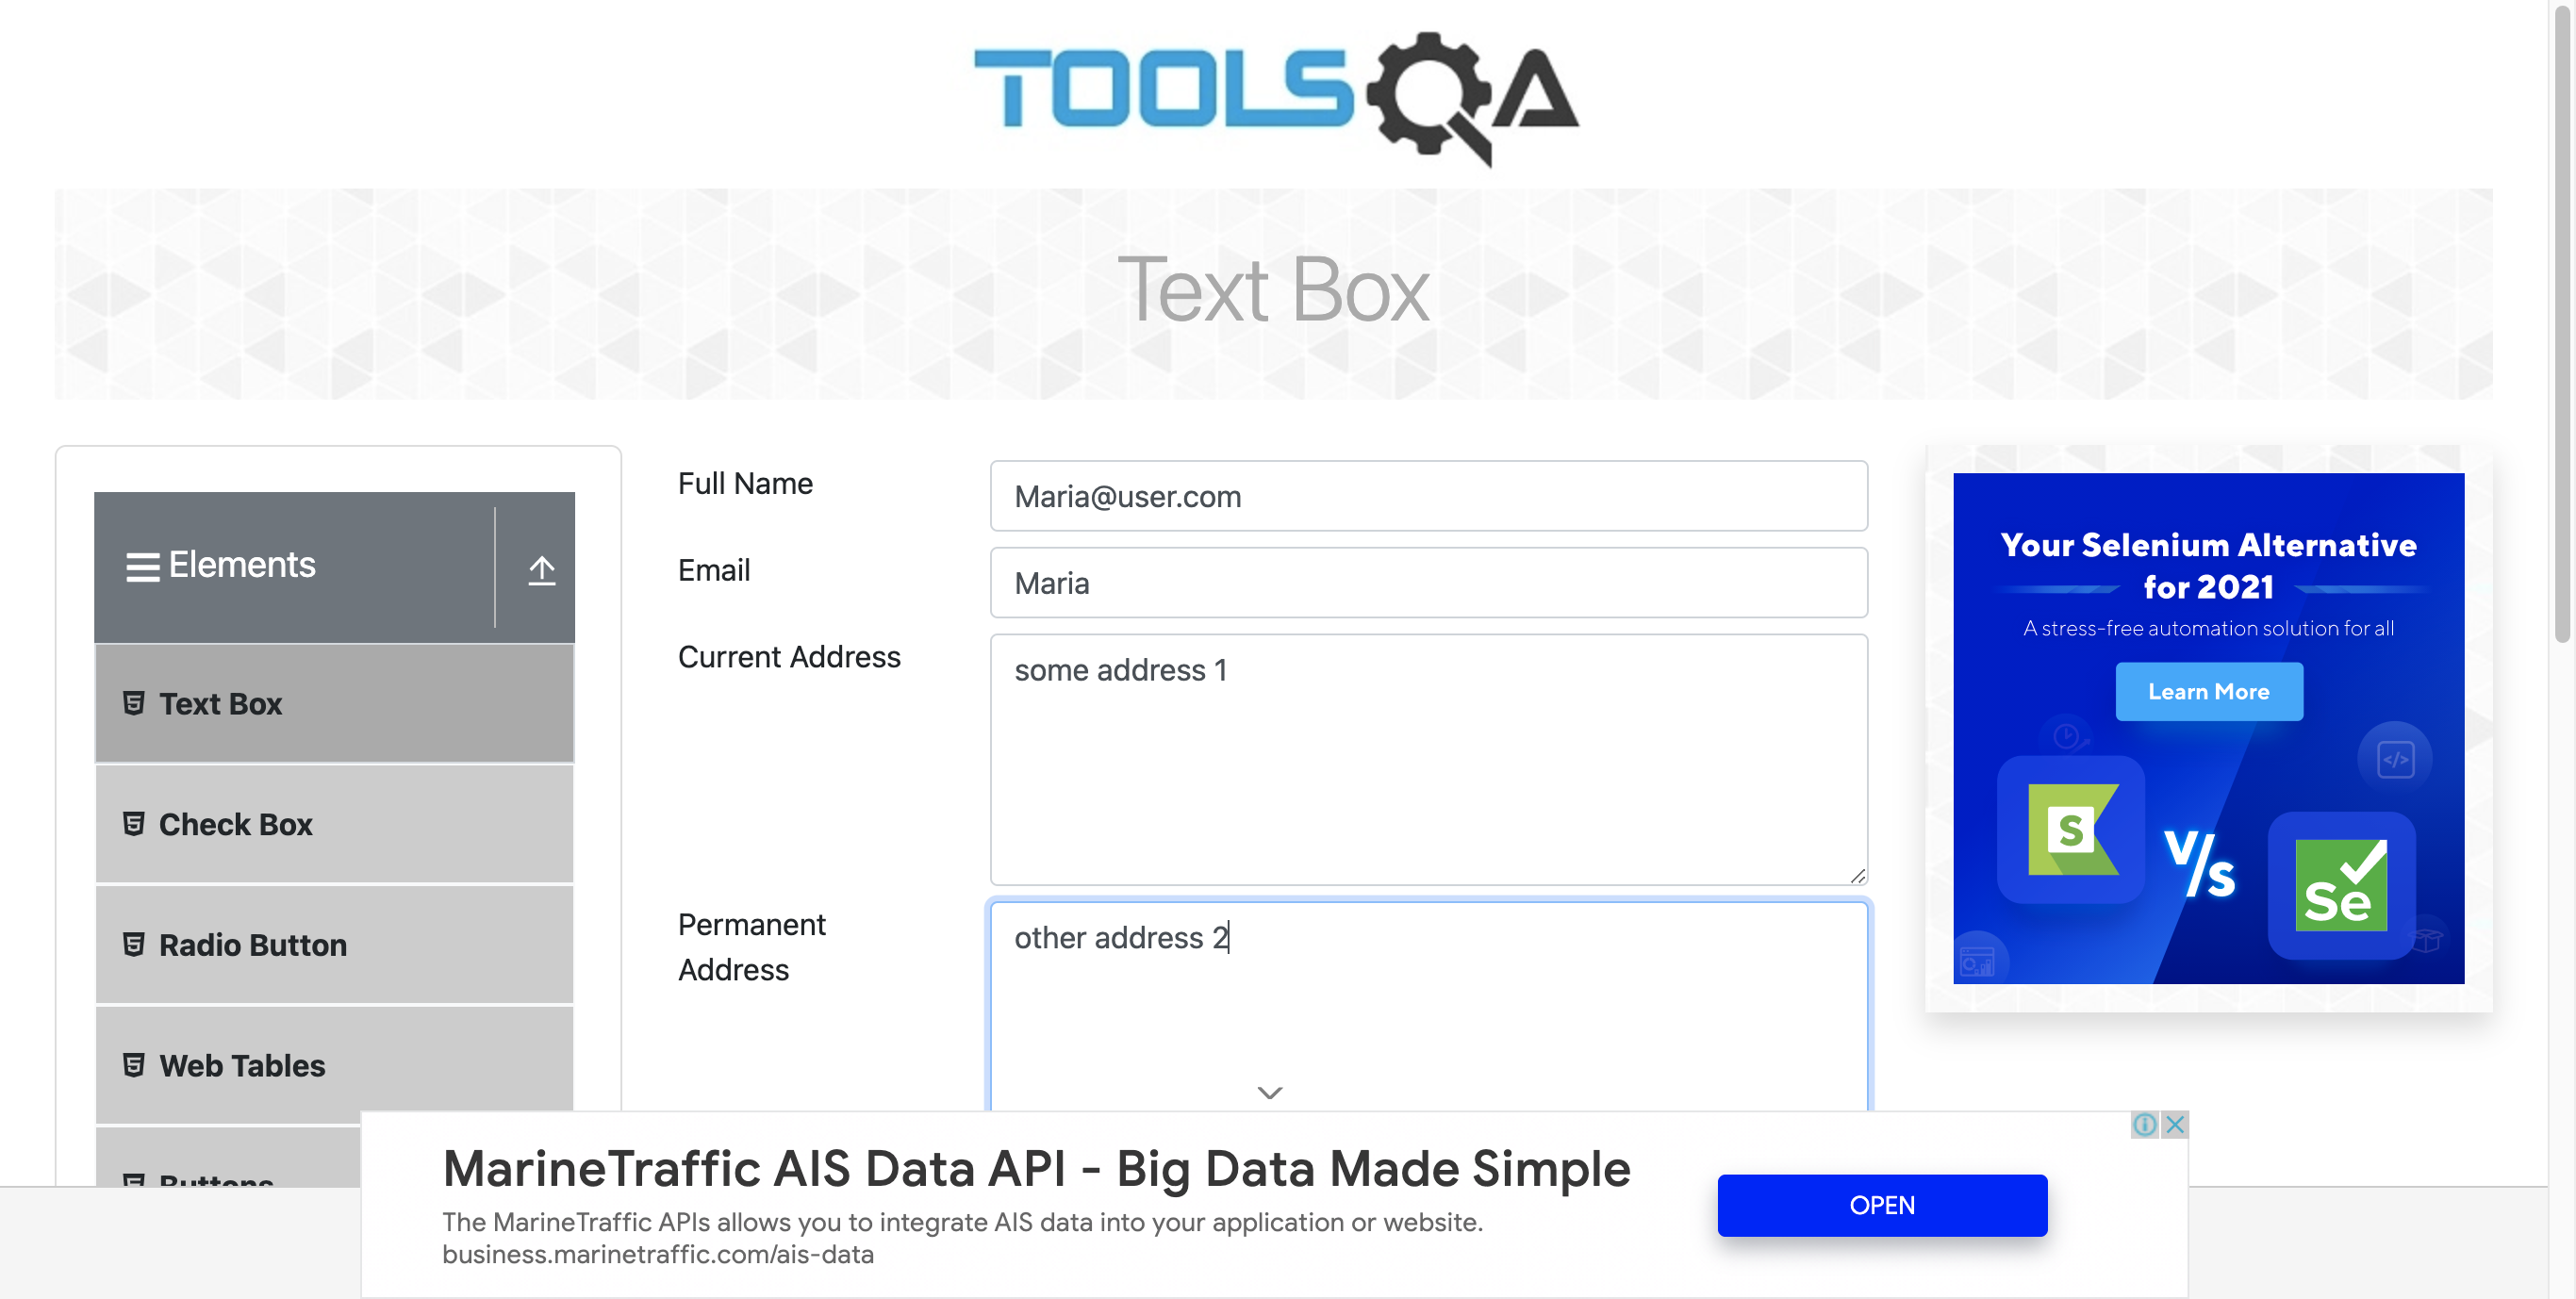 TOOLSQA
Text Box
Elements
Text Box
Check Box
Radio Button
Web Tables
Buttons
Full Name
Maria@user.com
Email
Maria
Current Address
some address 1
Permanent
Address
other address 2
Your Selenium Alternative
for 2021
A stress-free automation solution for all
Learn More
</>
S
V/s
Se
MarineTraffic AIS Data API - Big Data Made Simple
The MarineTraffic APIs allows you to integrate AIS data into your application or website.
business.marinetraffic.com/ais-data
OPEN